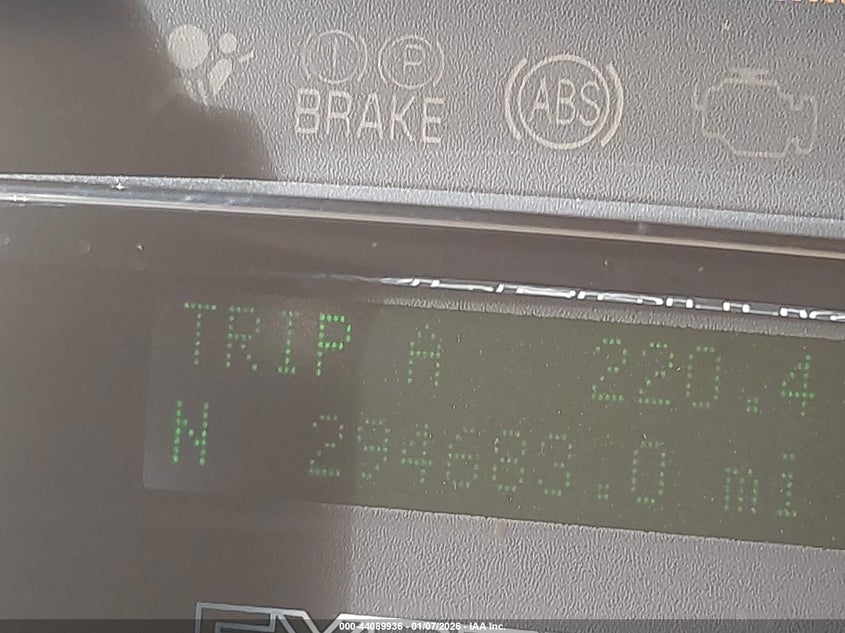 BRAKE
P
ABS
TRIP A 220.4
N 294683.0 mi
000-44089936 - 01/07/2026 - IAA Inc.